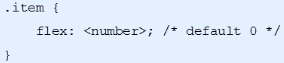 .item {
    flex: <number>; /* default 0 */
}